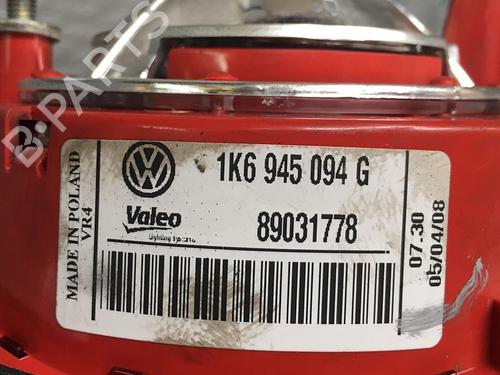 B-PARTS
1K6 945 094 G
Valeo
Lighting Systems
89031778
MADE IN POLAND
VR4
07.30
05/04/08